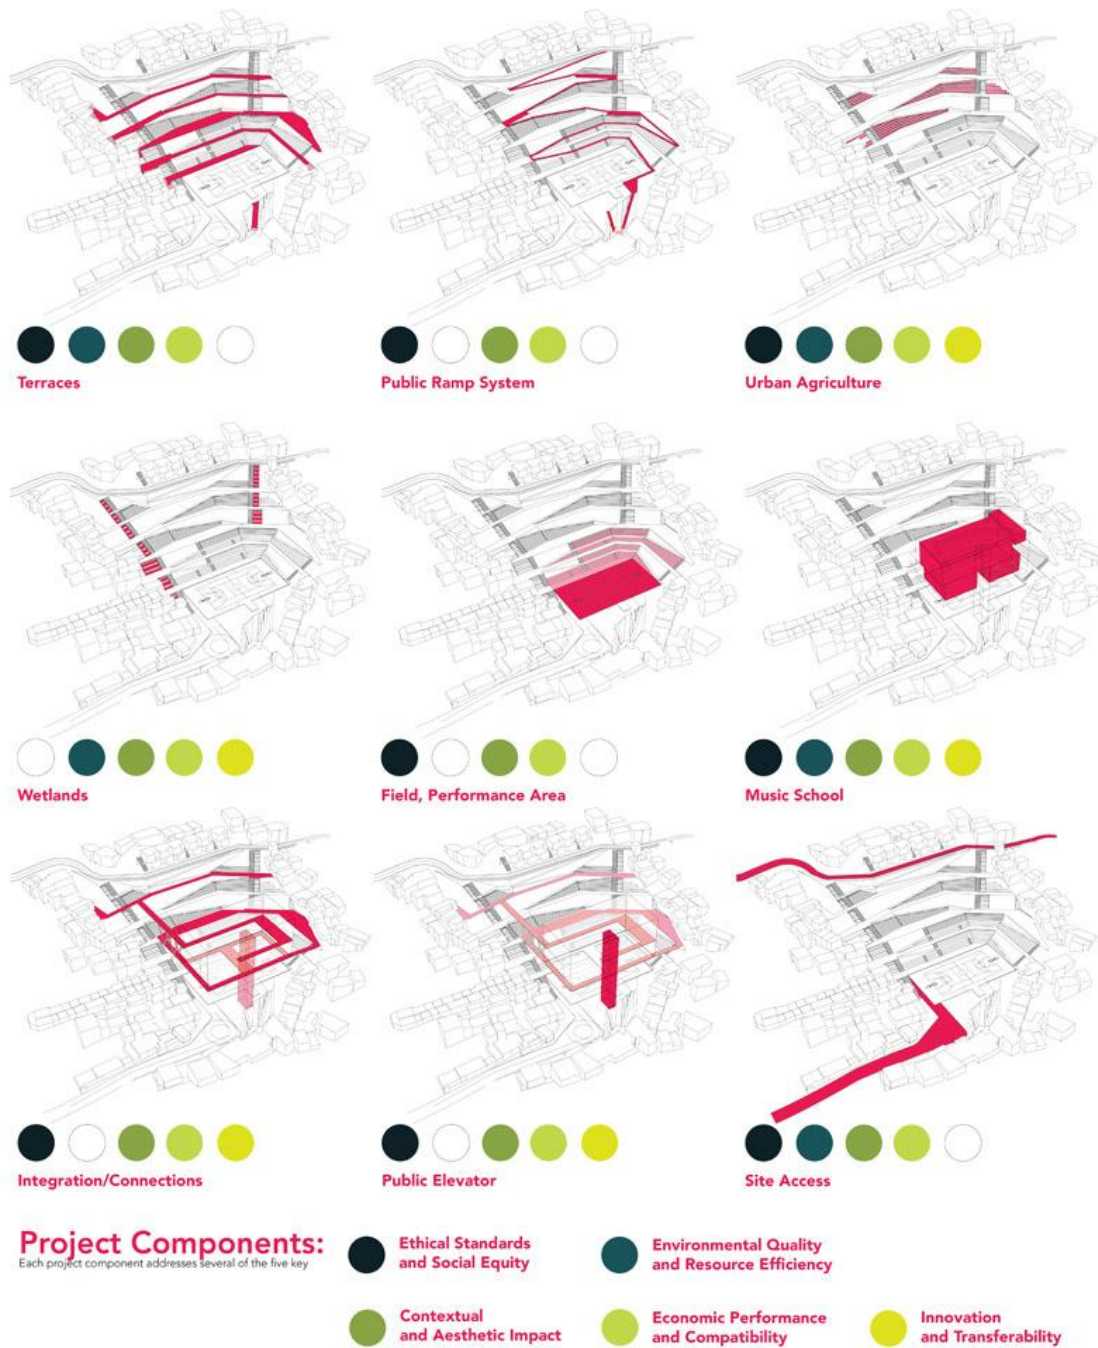 Terraces
Public Ramp System
Urban Agriculture
Wetlands
Field, Performance Area
Music School
Integration/Connections
Public Elevator
Site Access
Project Components:
Each project component addresses several of the five key
Ethical Standards
and Social Equity
Environmental Quality
and Resource Efficiency
Contextual
and Aesthetic Impact
Economic Performance
and Compatibility
Innovation
and Transferability